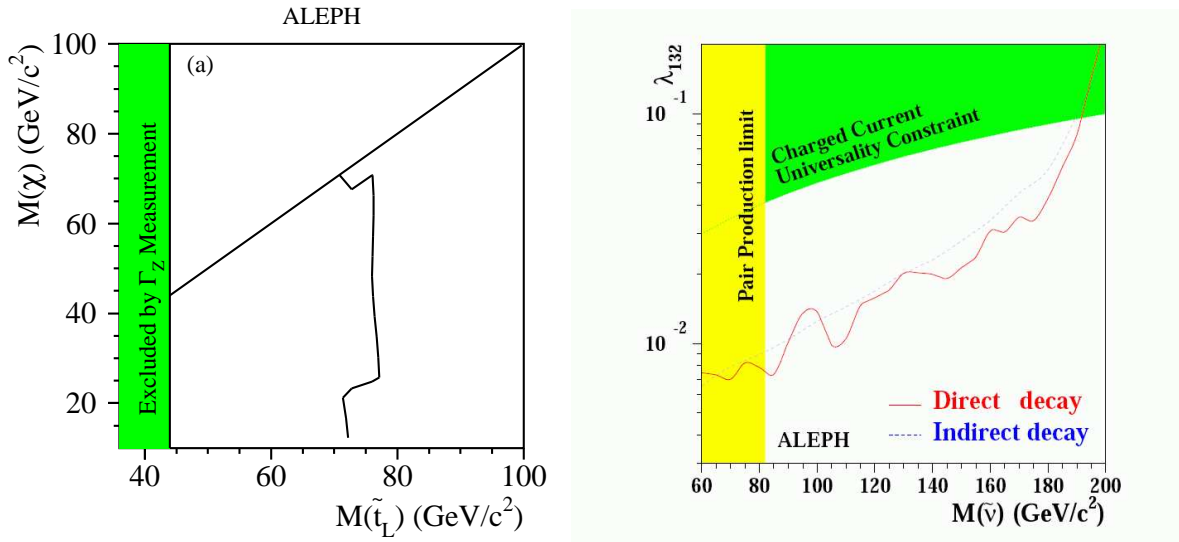 ALEPH
M(χ) (GeV/c²)
100
80
60
40
20
(a)
Excluded by Γ_Z Measurement
40
60
80
100
M(t̃_L) (GeV/c²)
λ₁₃₂
10⁻¹
10⁻²
Pair Production limit
Charged Current
Universality Constraint
Direct decay
Indirect decay
ALEPH
60
80
100
120
140
160
180
200
M(ν̃) (GeV/c²)